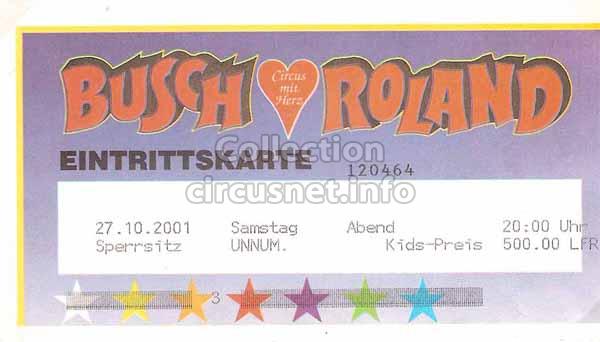 BUSCH ROLAND
Circus
mit
Herz
EINTRITTSKARTE 120464
Collection
circusnet.info
27.10.2001 Samstag Abend 20:00 Uhr
Sperrsitz UNNUM. Kids-Preis 500.00 LFR
3